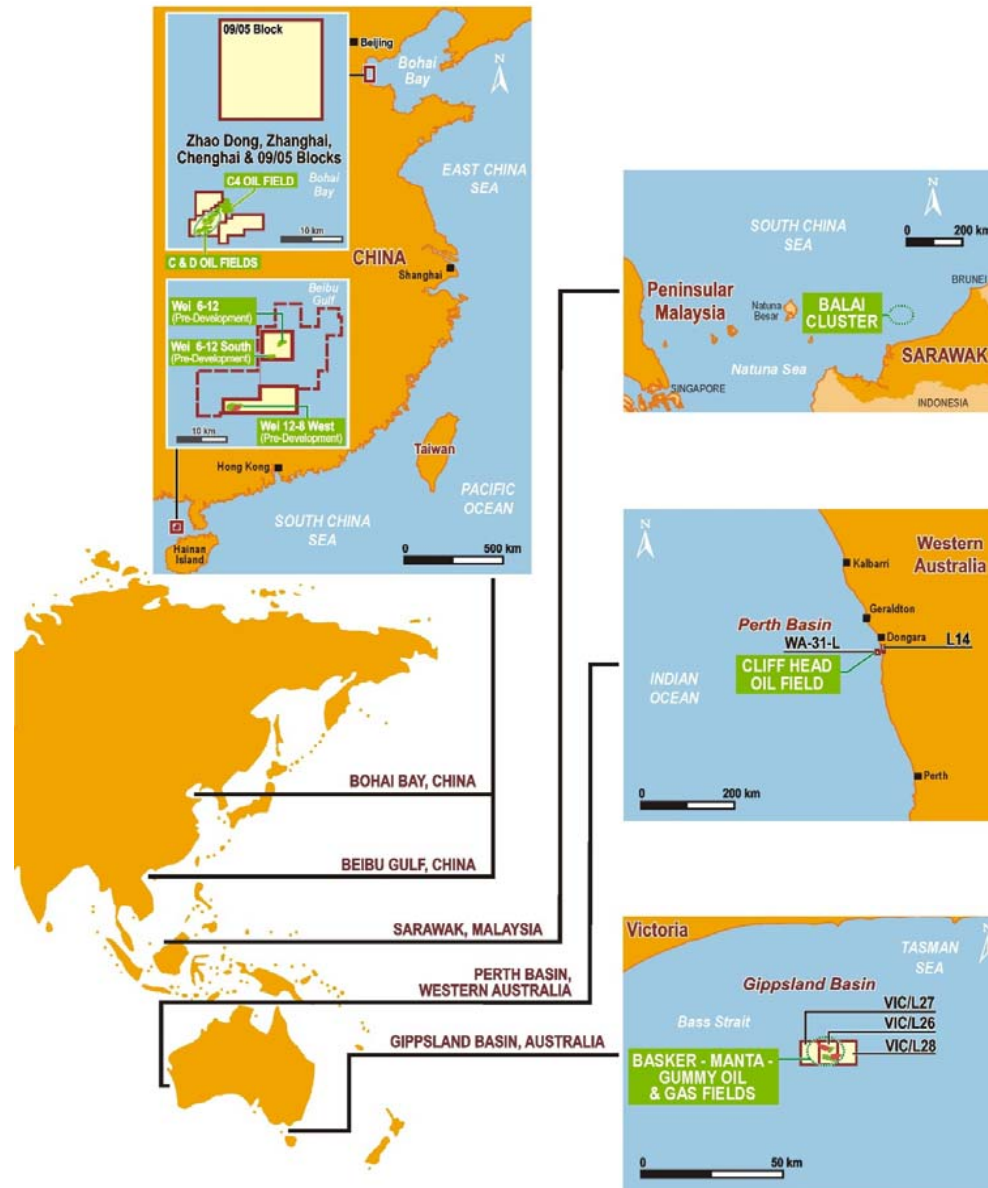 09/05 Block
Beijing
Bohai
Bay
N
Zhao Dong, Zhanghai,
Chenghai & 09/05 Blocks
C4 OIL FIELD
Bohai
Bay
10 km
C & D OIL FIELDS
EAST CHINA
SEA
CHINA
Shanghai
Beibu
Gulf
Wei 6-12
(Pre-Development)
Wei 6-12 South
(Pre-Development)
Wei 12-8 West
(Pre-Development)
10 km
Taiwan
Hong Kong
PACIFIC
OCEAN
SOUTH CHINA
SEA
Hainan
Island
0 500 km
N
SOUTH CHINA
SEA
0 200 km
BRUNEI
Peninsular
Malaysia
Natuna
Besar
BALAI
CLUSTER
Natuna Sea
SARAWAK
SINGAPORE
INDONESIA
N
Western
Australia
Kalbarri
Geraldton
Perth Basin
Dongara
WA-31-L
L14
CLIFF HEAD
OIL FIELD
INDIAN
OCEAN
Perth
0 200 km
BOHAI BAY, CHINA
BEIBU GULF, CHINA
SARAWAK, MALAYSIA
PERTH BASIN,
WESTERN AUSTRALIA
GIPPSLAND BASIN, AUSTRALIA
Victoria
TASMAN
SEA
N
Gippsland Basin
VIC/L27
Bass Strait
VIC/L26
VIC/L28
BASKER - MANTA -
GUMMY OIL
& GAS FIELDS
0 50 km